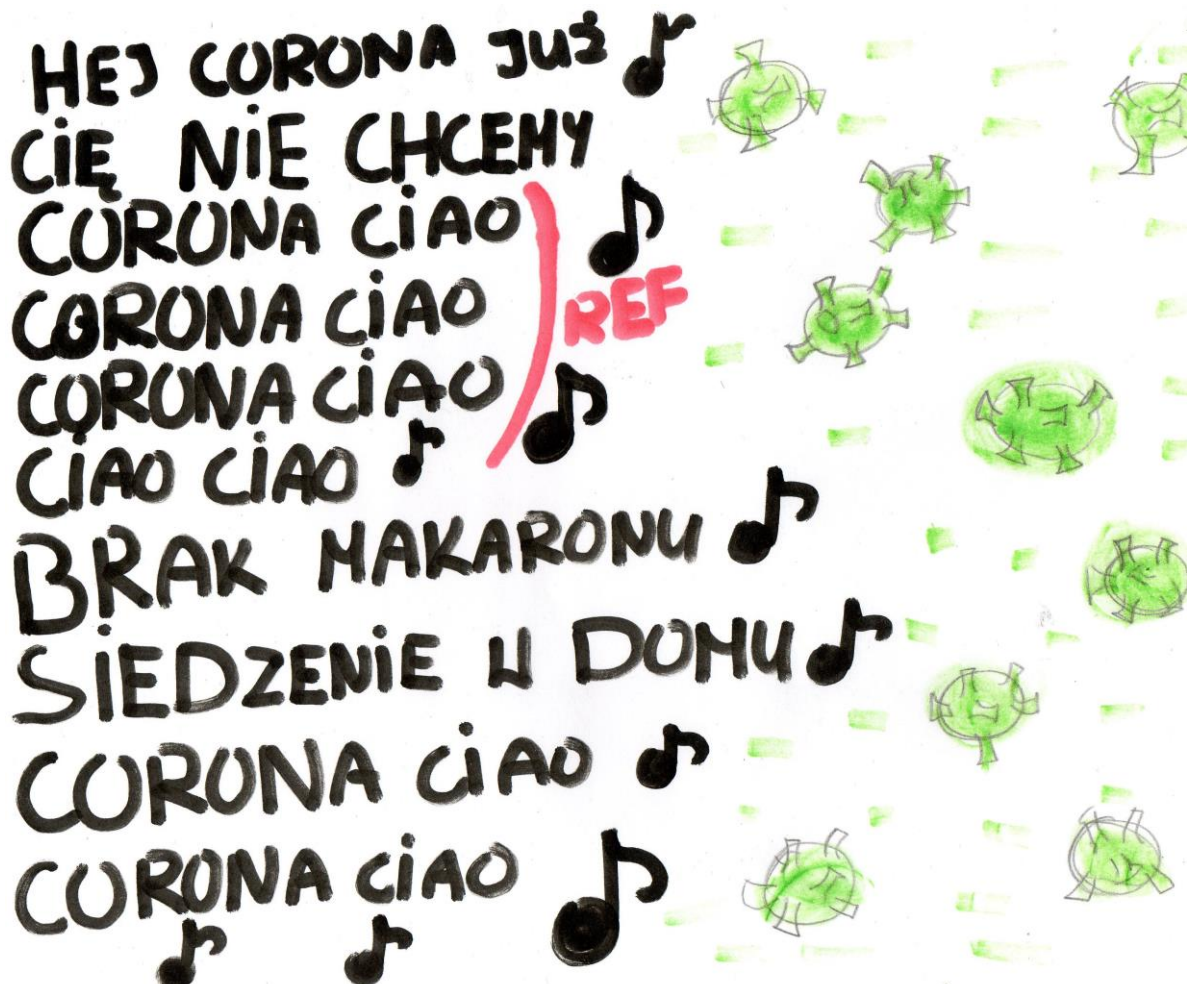 HEJ CORONA JUŻ
CIĘ NIE CHCEMY
CORONA CIAO
CORONA CIAO
REF
CORONA CIAO
CIAO CIAO
BRAK MAKARONU
SIEDZENIE W DOMU
CORONA CIAO
CORONA CIAO